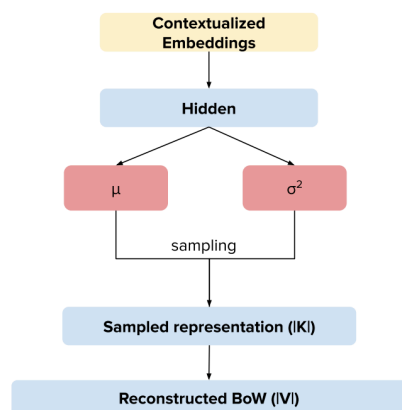 Contextualized
Embeddings
Hidden
μ
σ²
sampling
Sampled representation (|K|)
Reconstructed BoW (|V|)